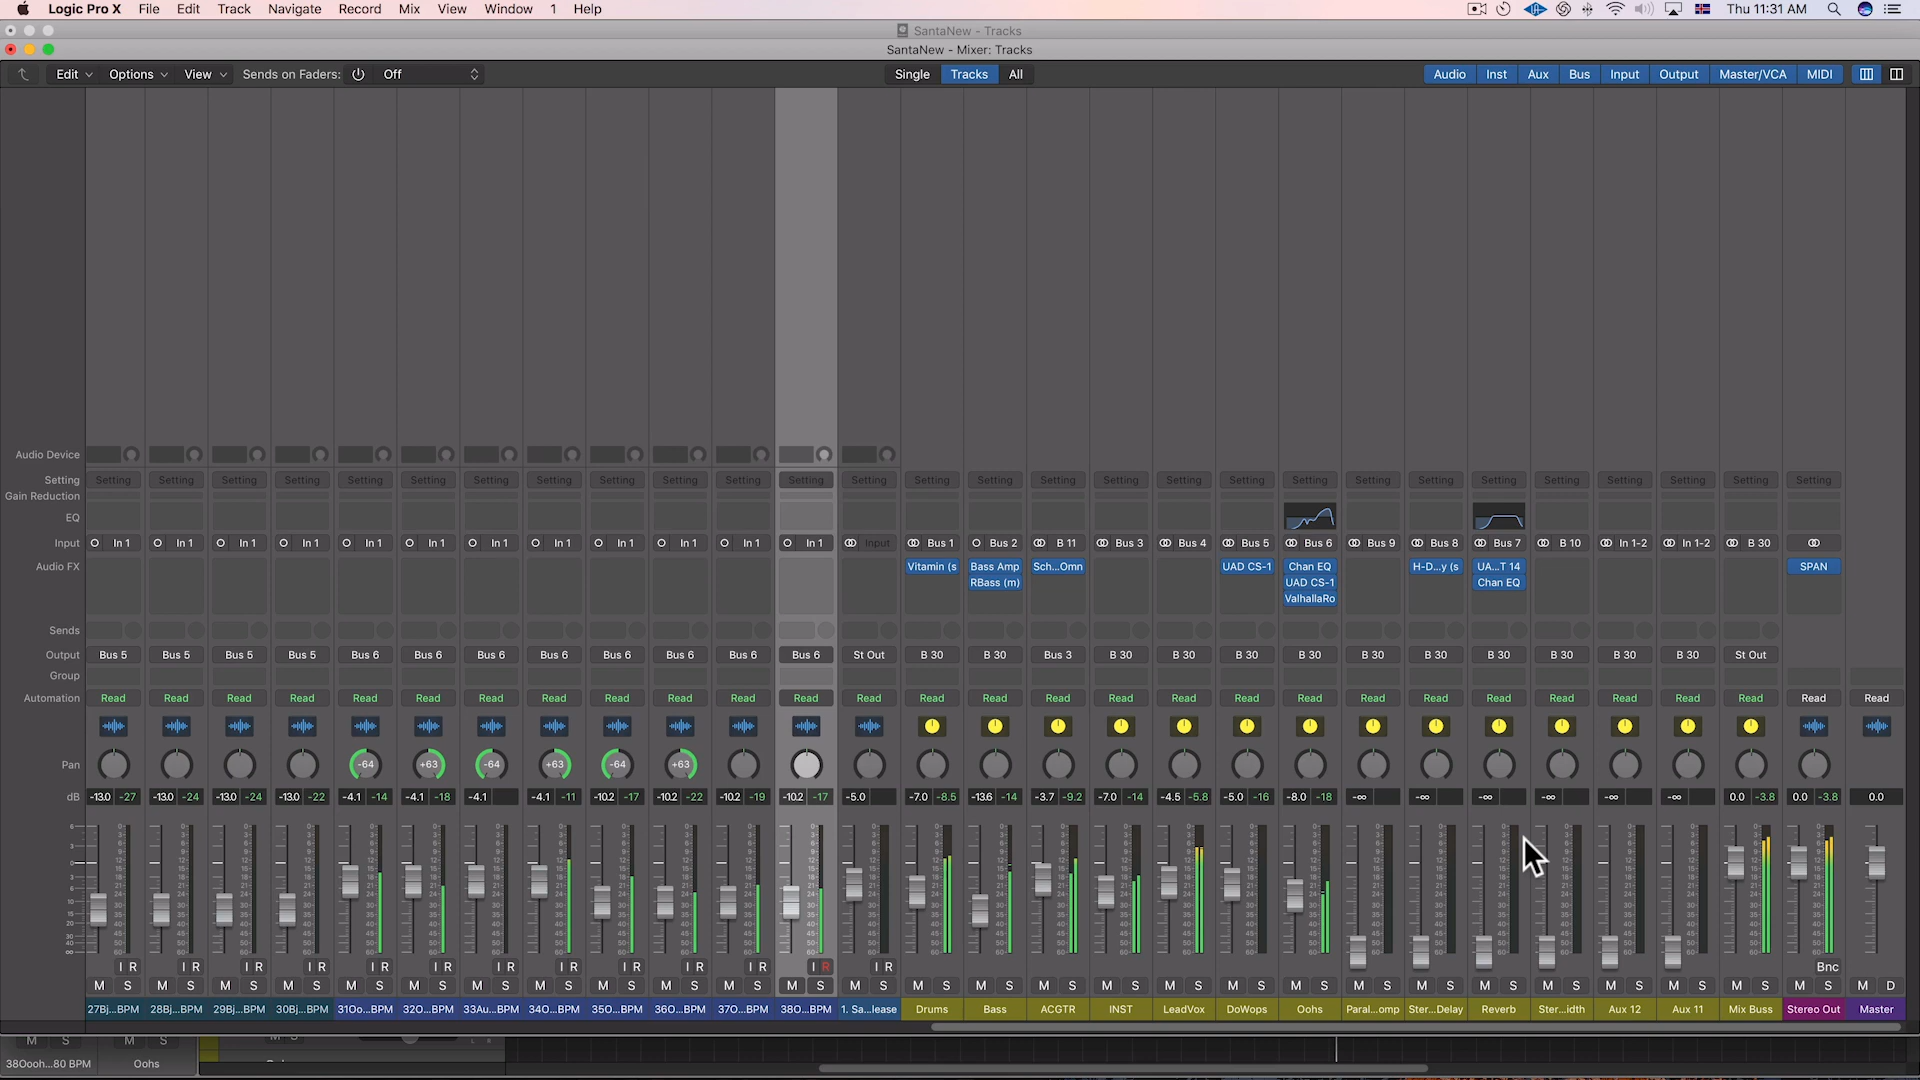 Logic Pro X File Edit Track Navigate Record Mix View Window 1 Help Thu 11:31 AM
SantaNew - Tracks
SantaNew - Mixer: Tracks
Edit Options View Sends on Faders: Off Single Tracks All Audio Inst Aux Bus Input Output Master/VCA MIDI
Audio Device
Setting Setting Setting Setting Setting Setting Setting Setting Setting Setting Setting Setting Setting Setting Setting Setting Setting Setting Setting Setting Setting Setting Setting Setting Setting Setting Setting Setting Setting
Gain Reduction
EQ
Input In 1 In 1 In 1 In 1 In 1 In 1 In 1 In 1 In 1 In 1 In 1 In 1 Input Bus 1 Bus 2 B 11 Bus 3 Bus 4 Bus 5 Bus 6 Bus 9 Bus 8 Bus 7 B 10 In 1-2 In 1-2 B 30
Audio FX Vitamin (s Bass Amp Sch...Omn UAD CS-1 Chan EQ H-D...y (s UA...T 14 SPAN
RBass (m) UAD CS-1 Chan EQ
ValhallaRo
Sends
Output Bus 5 Bus 5 Bus 5 Bus 5 Bus 6 Bus 6 Bus 6 Bus 6 Bus 6 Bus 6 Bus 6 Bus 6 St Out B 30 B 30 Bus 3 B 30 B 30 B 30 B 30 B 30 B 30 B 30 B 30 B 30 B 30 St Out
Group
Automation Read Read Read Read Read Read Read Read Read Read Read Read Read Read Read Read Read Read Read Read Read Read Read Read Read Read Read Read Read
Pan -64 +63 -64 +63 -64 +63
dB -13.0 -27 -13.0 -24 -13.0 -24 -13.0 -22 -4.1 -14 -4.1 -18 -4.1 -4.1 -11 -10.2 -17 -10.2 -22 -10.2 -19 -10.2 -17 -5.0 -7.0 -8.5 -13.6 -14 -3.7 -9.2 -7.0 -14 -4.5 -5.8 -5.0 -16 -8.0 -18 -∞ -∞ -∞ -∞ -∞ -∞ 0.0 -3.8 0.0 -3.8 0.0
I R I R I R I R I R I R I R I R I R I R I R I R I R Bnc
M S M S M S M S M S M S M S M S M S M S M S M S M S M S M S M S M S M S M S M S M S M S M S M S M S M S M S M S M D
27Bj...BPM 28Bj...BPM 29Bj...BPM 30Bj...BPM 31Oo...BPM 32O...BPM 33Au...BPM 34O...BPM 35O...BPM 36O...BPM 37O...BPM 38O...BPM 1. Sa...lease Drums Bass ACGTR INST LeadVox DoWops Oohs Paral...omp Ster...Delay Reverb Ster...idth Aux 12 Aux 11 Mix Buss Stereo Out Master
M S M S M S
38Oooh...80 BPM Oohs